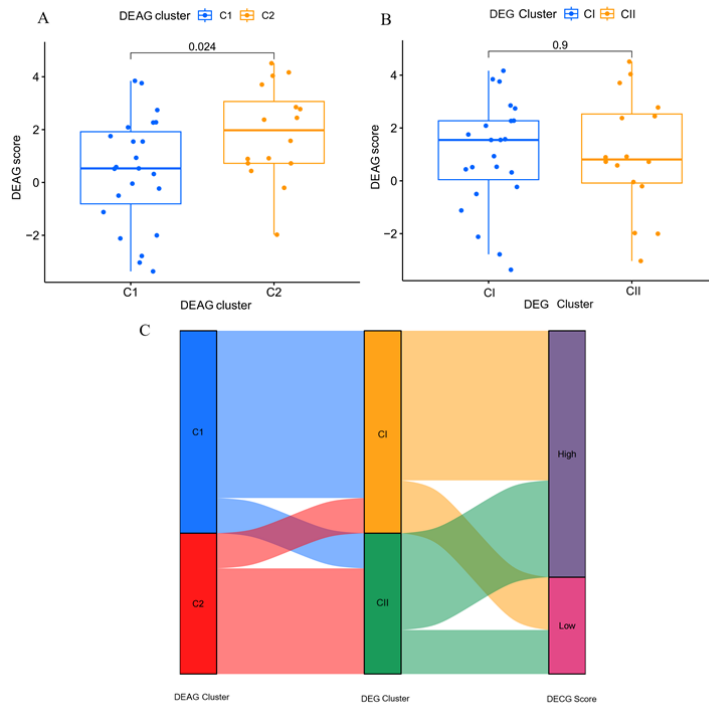 A
DEAG cluster C1 C2
0.024
DEAG score
4
2
0
−2
C1 C2
DEAG cluster
B
DEG Cluster CI CII
0.9
DEAG score
4
2
0
−2
CI CII
DEG Cluster
C
C1
C2
CI
CII
High
Low
DEAG Cluster DEG Cluster DECG Score